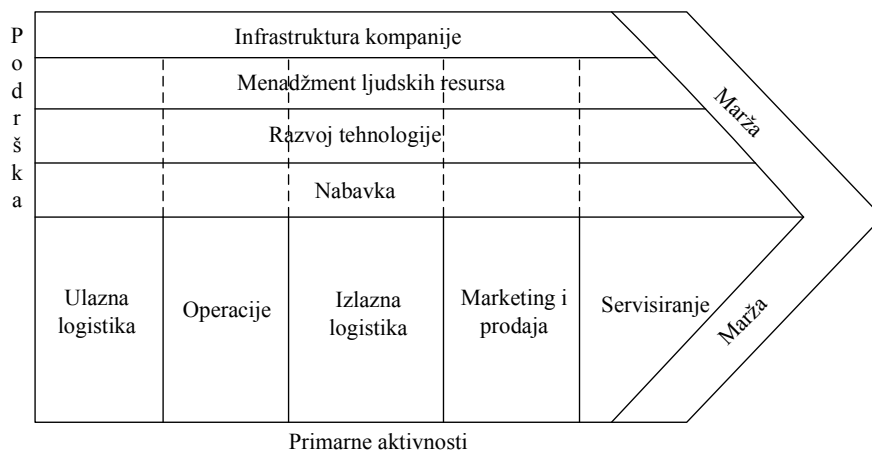 Podrška
Infrastruktura kompanije
Menadžment ljudskih resursa
Razvoj tehnologije
Nabavka
Marža
Ulazna
logistika
Operacije
Izlazna
logistika
Marketing i
prodaja
Servisiranje
Marža
Primarne aktivnosti